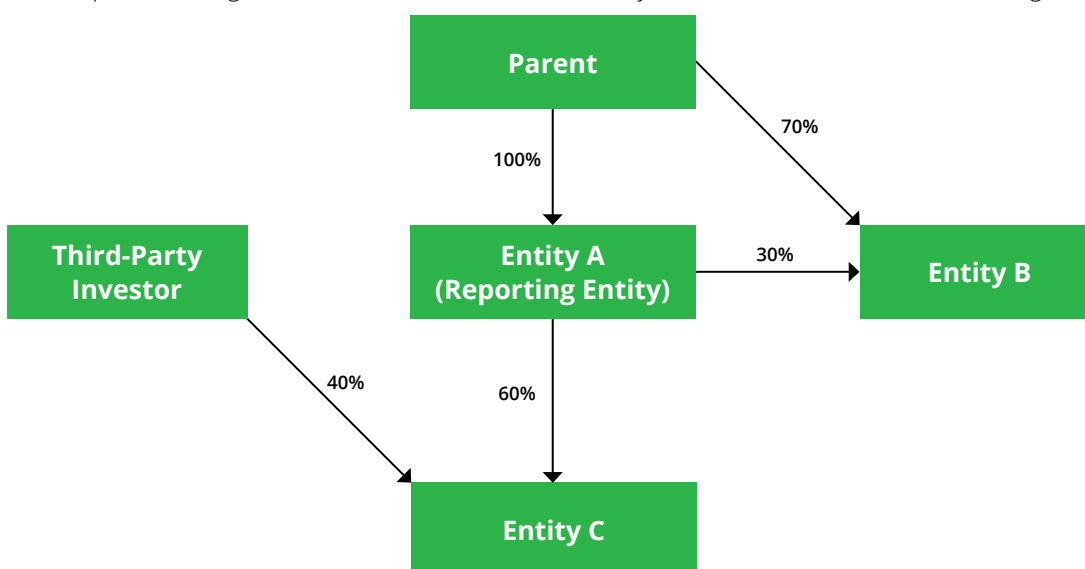 Parent
70%
100%
Third-Party
Investor
Entity A
(Reporting Entity)
30%
Entity B
40%
60%
Entity C